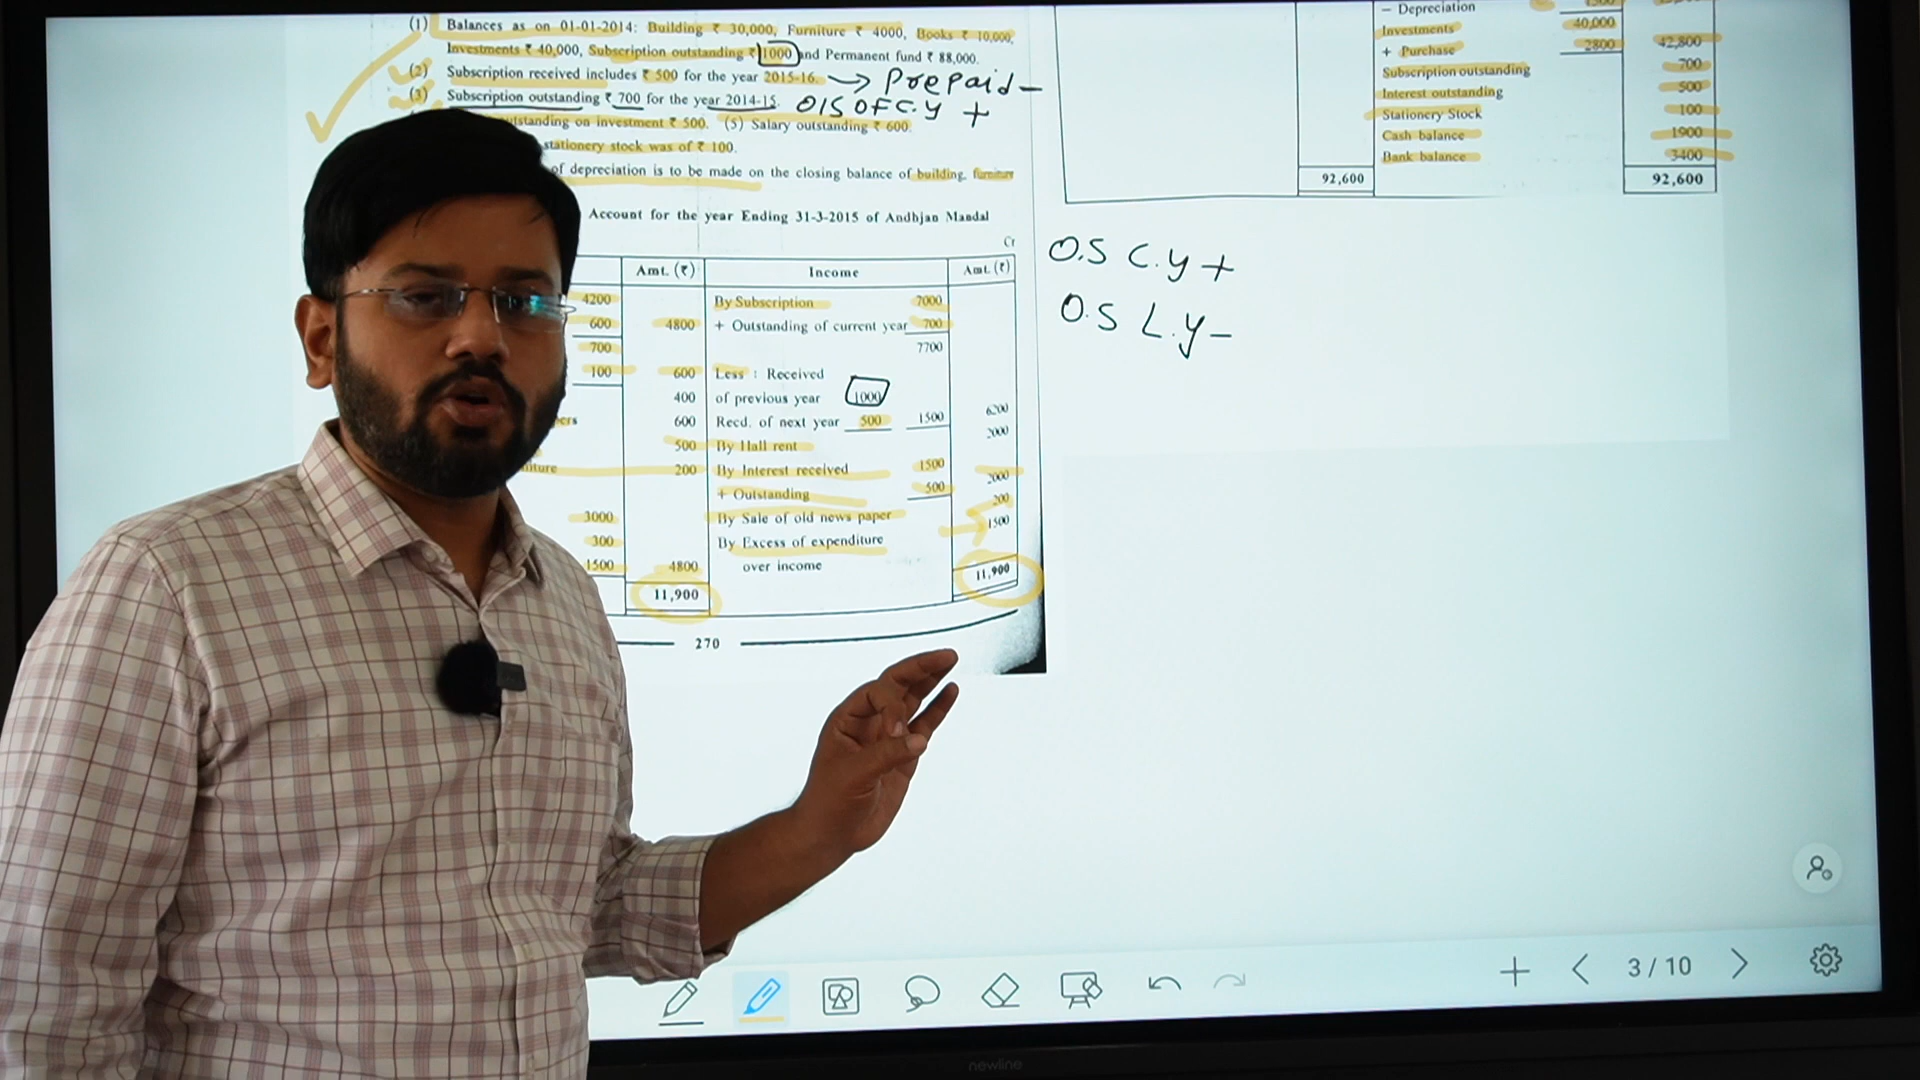 (1) Balances as on 01-01-2014: Building ₹ 30,000, Furniture ₹ 4000, Books ₹ 10,000,
Investments ₹ 40,000, Subscription outstanding ₹ 1000 and Permanent fund ₹ 88,000.
(2) Subscription received includes ₹ 500 for the year 2015-16. → Prepaid-
(3) Subscription outstanding ₹ 700 for the year 2014-15. O/S OF C.Y +
outstanding on investment ₹ 500. (5) Salary outstanding ₹ 600.
stationery stock was of ₹ 100.
of depreciation is to be made on the closing balance of building, furniture
Account for the year Ending 31-3-2015 of Andhjan Mandal
Cr
Amt. (₹) Income Amt. (₹)
4200 By Subscription 7000
600 4800 + Outstanding of current year 700
700 7700
100 600 Less : Received
400 of previous year 1000
600 Recd. of next year 500 1500 6200
500 By Hall rent 2000
200 By Interest received 1500
+ Outstanding 500 2000
3000 By Sale of old news paper 200
300 By Excess of expenditure 1500
1500 4800 over income
11,900 11,900
270
- Depreciation
Investments 40,000
+ Purchase 2800 42,800
Subscription outstanding 700
Interest outstanding 500
Stationery Stock 100
Cash balance 1900
Bank balance 3400
92,600 92,600
O.S C.y +
O.S L.y -
3 / 10
newline